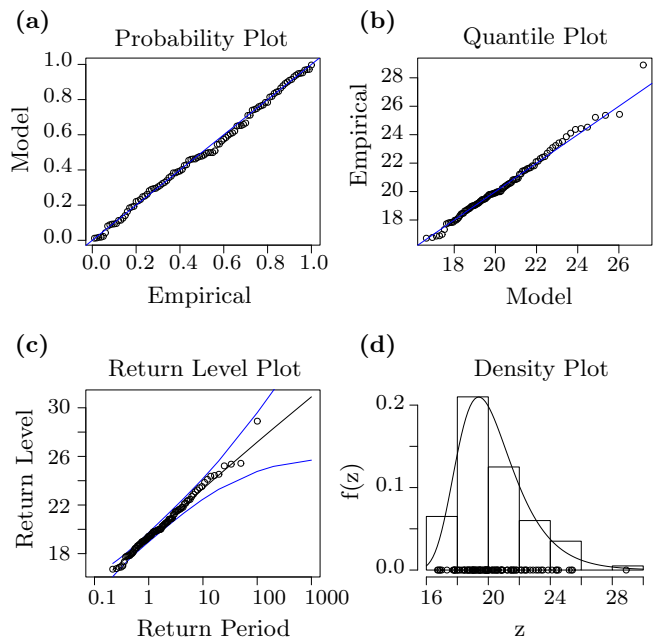 (a)
Probability Plot
Model
1.0
0.8
0.6
0.4
0.2
0.0
0.0 0.2 0.4 0.6 0.8 1.0
Empirical
(b)
Quantile Plot
Empirical
28
26
24
22
20
18
18 20 22 24 26
Model
(c)
Return Level Plot
Return Level
30
26
22
18
0.1 1 10 100 1000
Return Period
(d)
Density Plot
f(z)
0.2
0.1
0.0
16 18 20 22 24 26 28
z